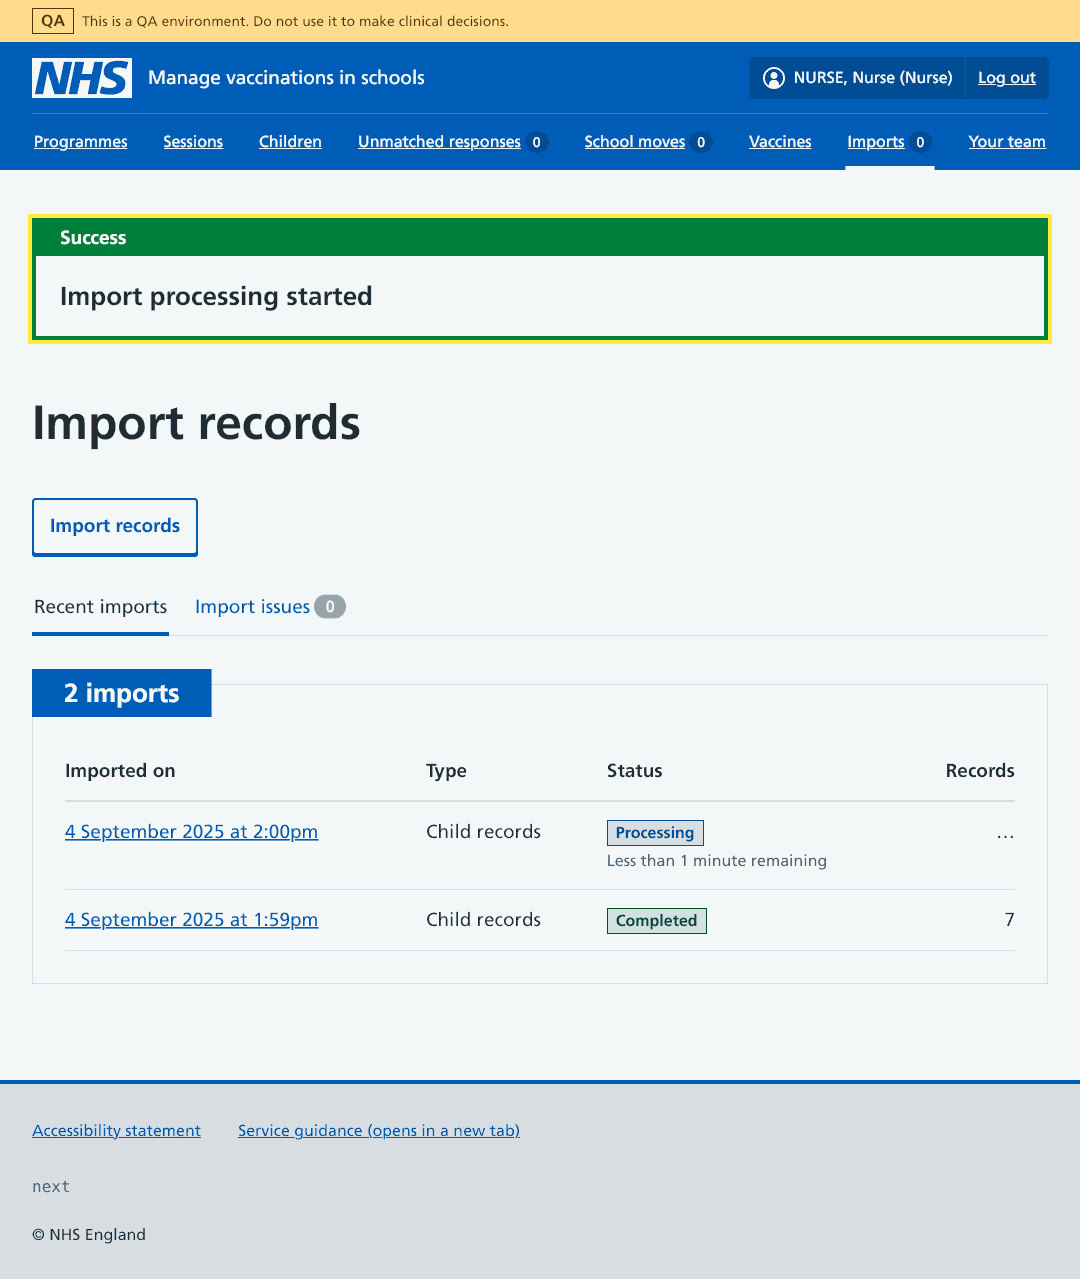 QA This is a QA environment. Do not use it to make clinical decisions.
NHS Manage vaccinations in schools NURSE, Nurse (Nurse) Log out
Programmes Sessions Children Unmatched responses 0 School moves 0 Vaccines Imports 0 Your team
Success
Import processing started
Import records
Import records
Recent imports Import issues 0
2 imports
Imported on Type Status Records
4 September 2025 at 2:00pm Child records Processing ...
Less than 1 minute remaining
4 September 2025 at 1:59pm Child records Completed 7
Accessibility statement Service guidance (opens in a new tab)
next
© NHS England